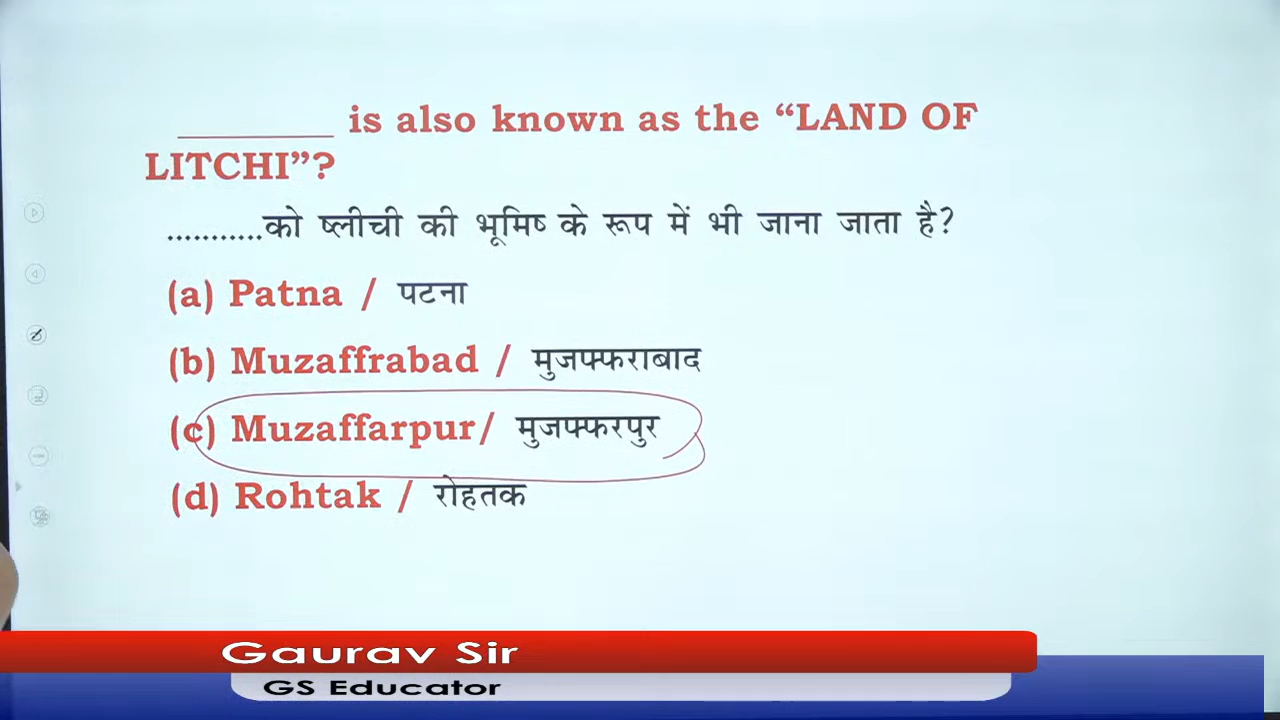 ________ is also known as the “LAND OF
LITCHI”?
...........को ष्लीची की भूमिष् के रूप में भी जाना जाता है?
(a) Patna / पटना
(b) Muzaffrabad / मुजफ्फराबाद
(c) Muzaffarpur/ मुजफ्फरपुर
(d) Rohtak / रोहतक
Gaurav Sir
GS Educator